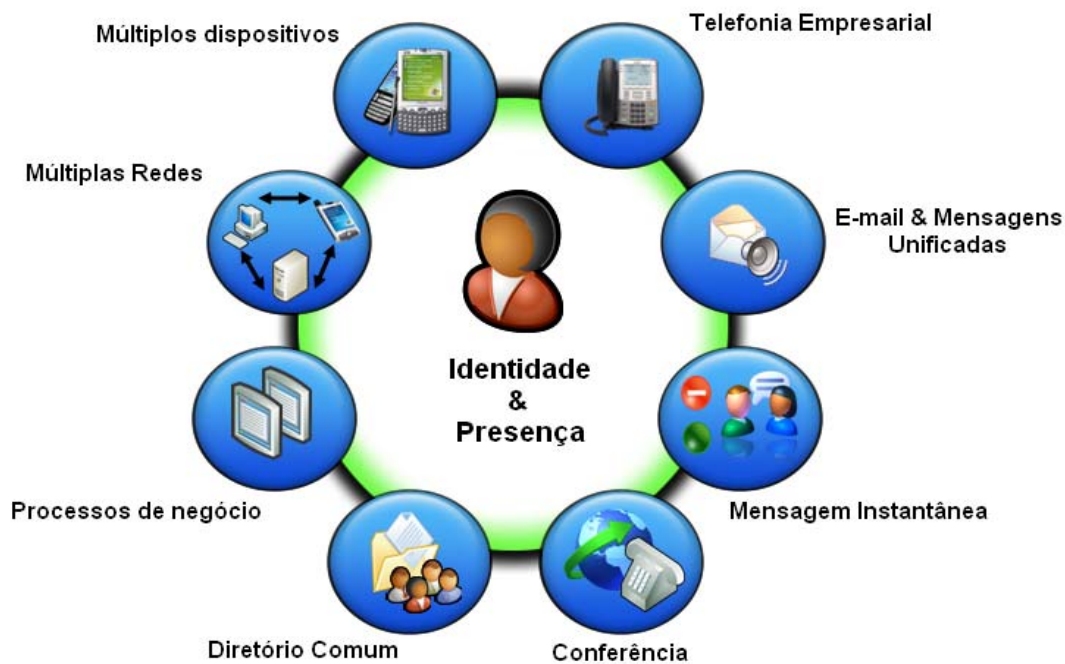 Múltiplos dispositivos
Telefonia Empresarial
Múltiplas Redes
E-mail & Mensagens
Unificadas
Identidade
&
Presença
Processos de negócio
Mensagem Instantânea
Diretório Comum
Conferência